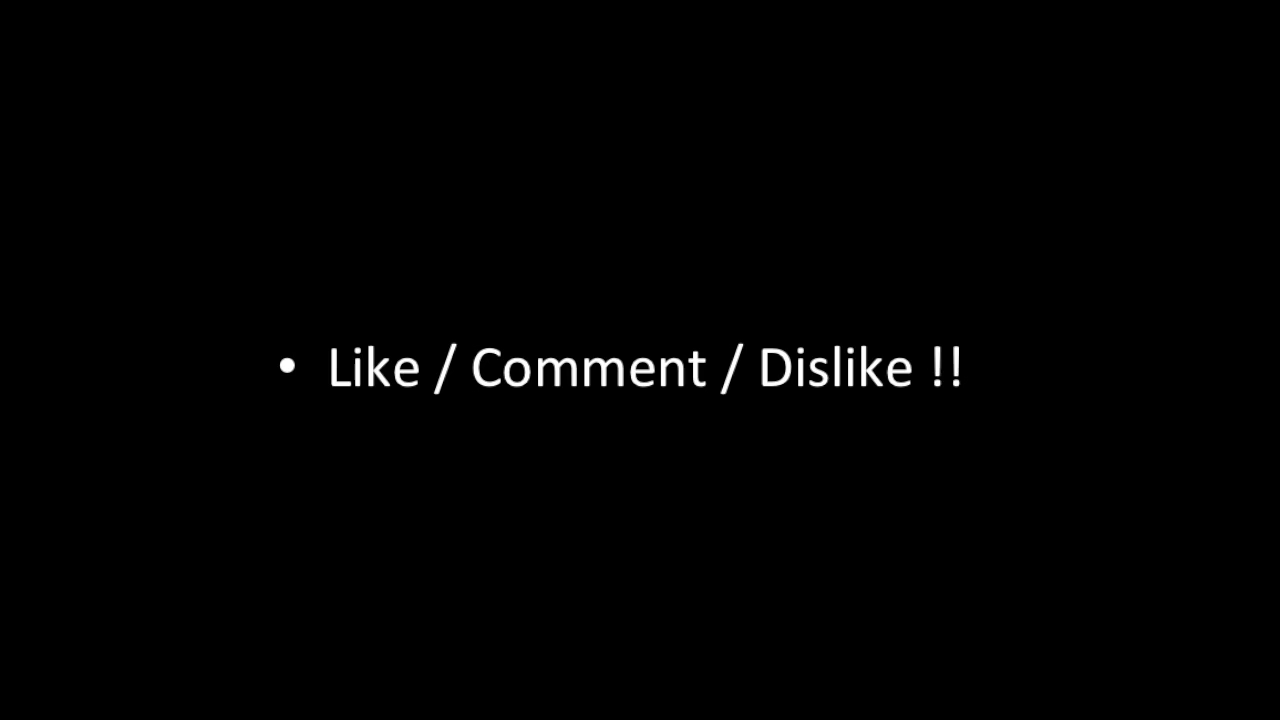 • Like / Comment / Dislike !!